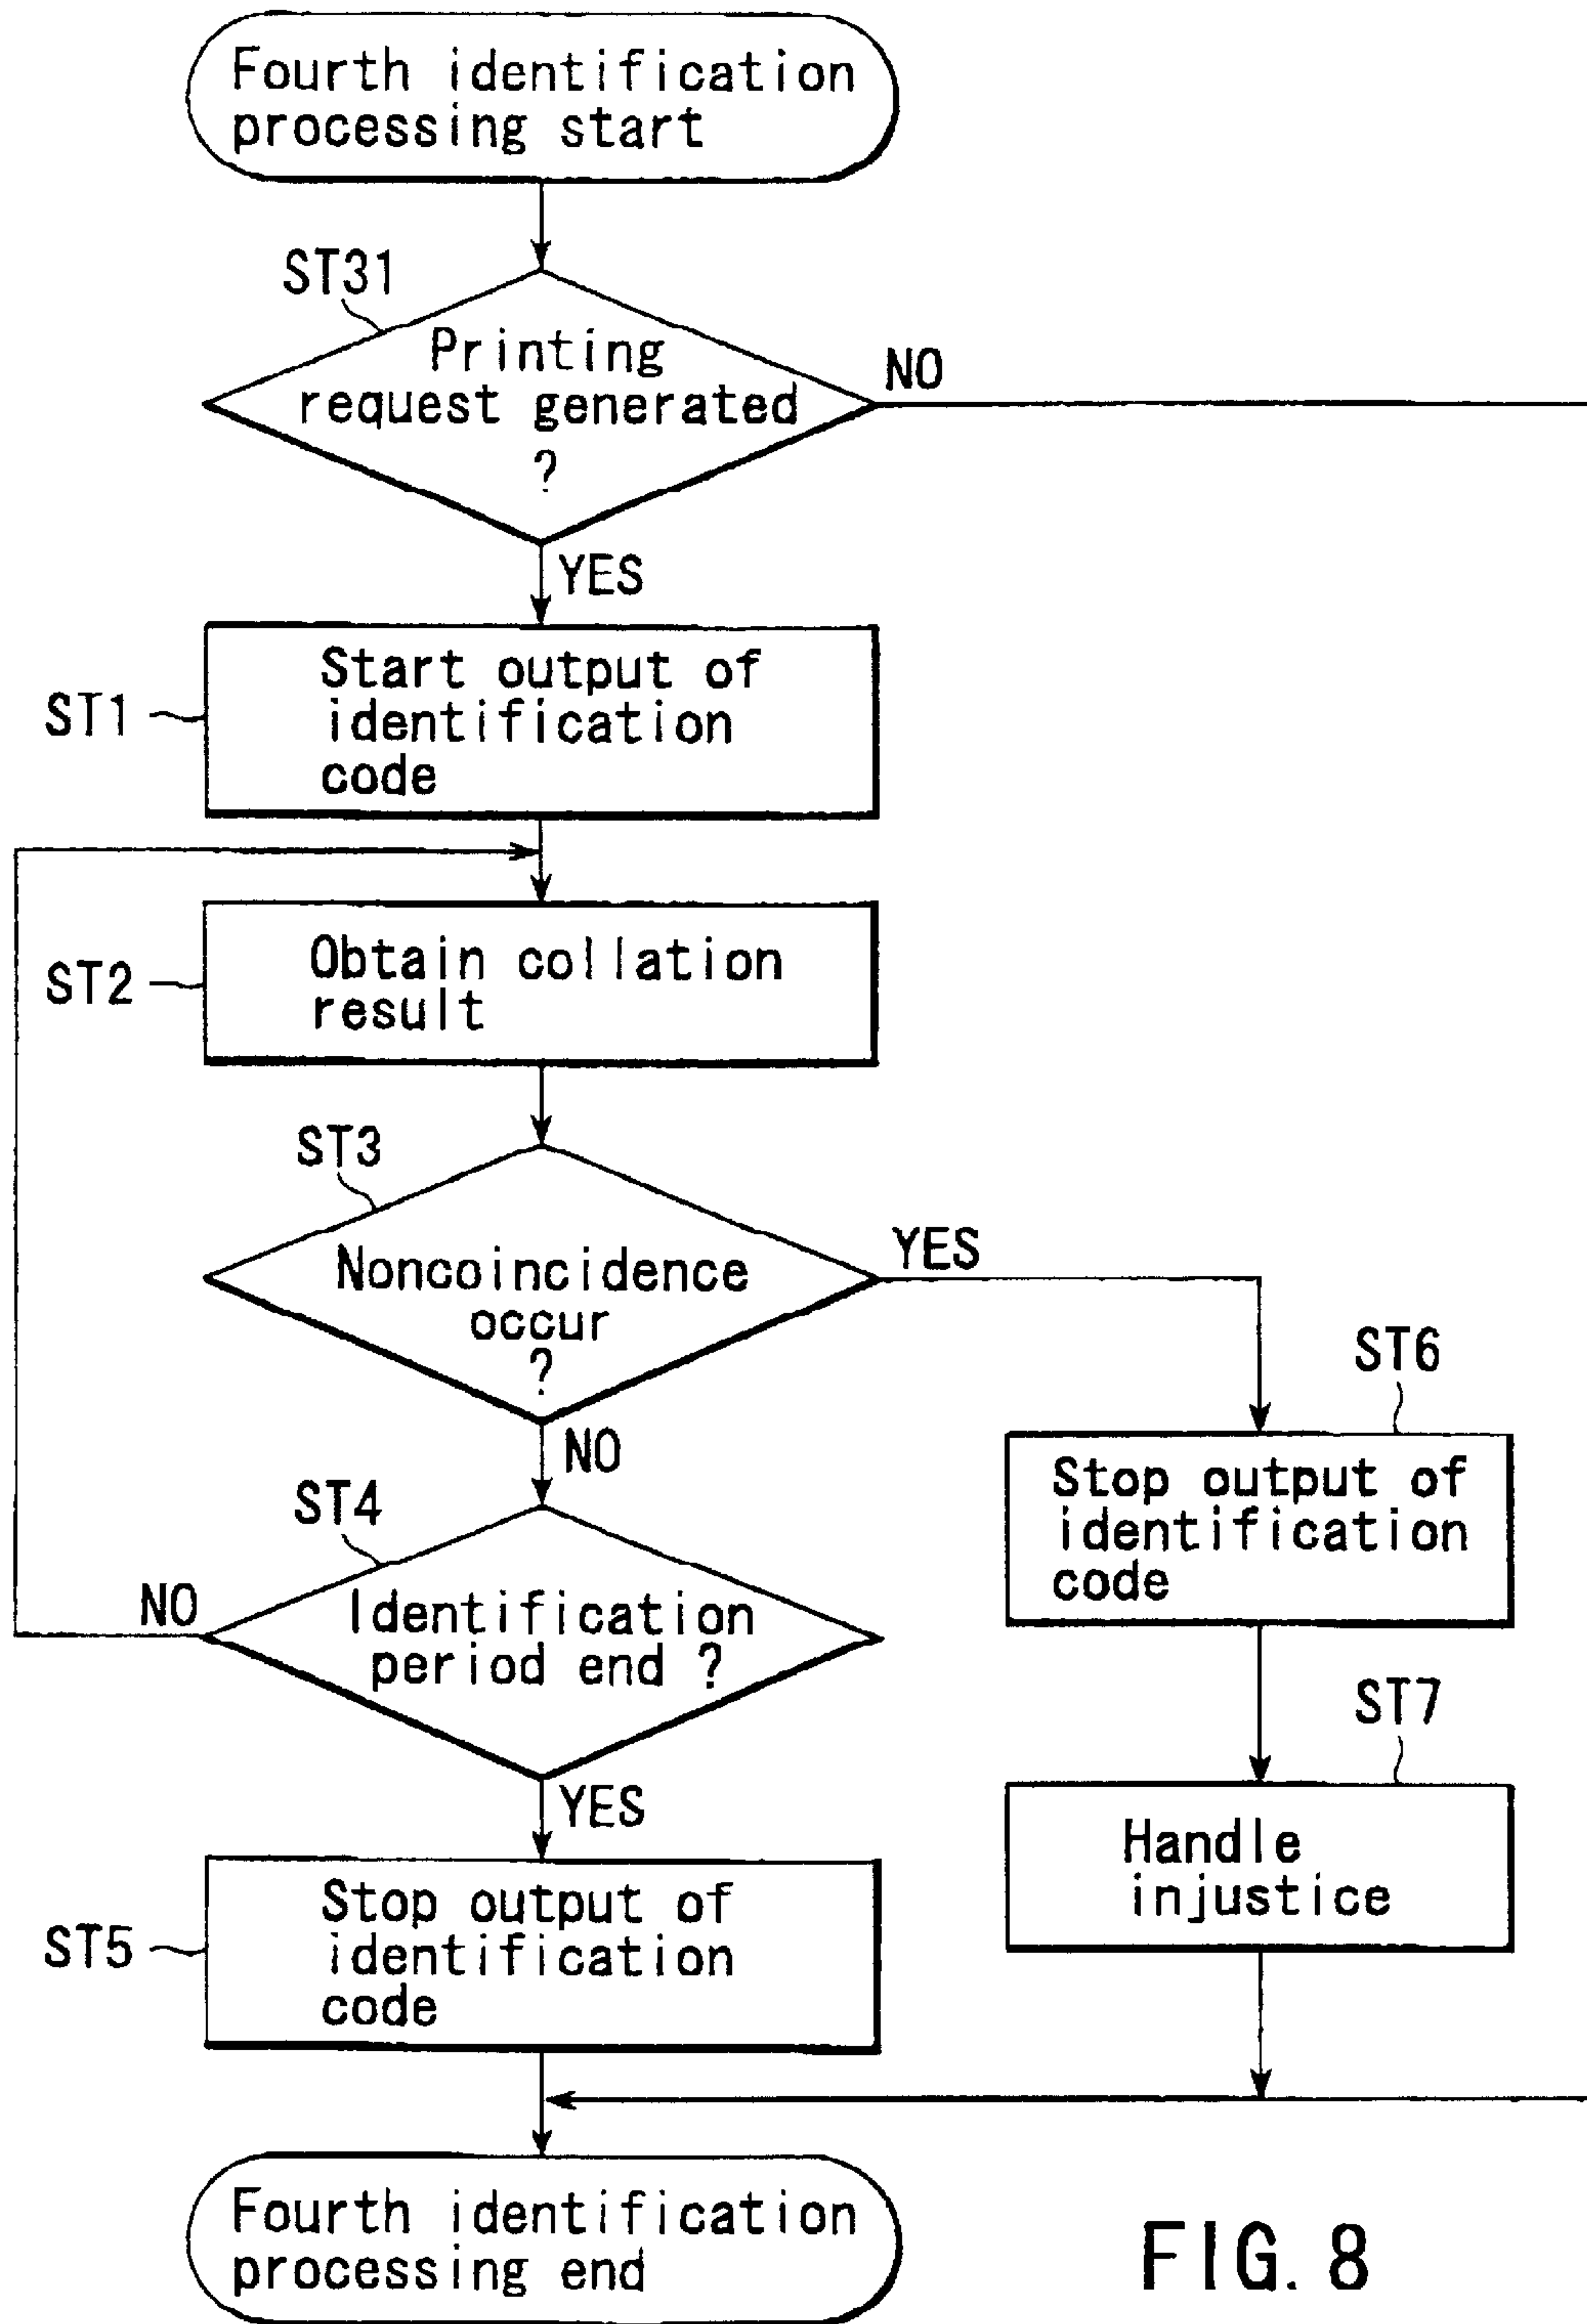 Fourth identification
processing start
ST31
Printing
request generated
?
NO
YES
ST1
Start output of
identification
code
ST2
Obtain collation
result
ST3
Noncoincidence
occur
?
YES
NO
ST6
Stop output of
identification
code
ST4
Identification
period end ?
NO
YES
ST7
Handle
injustice
ST5
Stop output of
identification
code
Fourth identification
processing end
FIG. 8